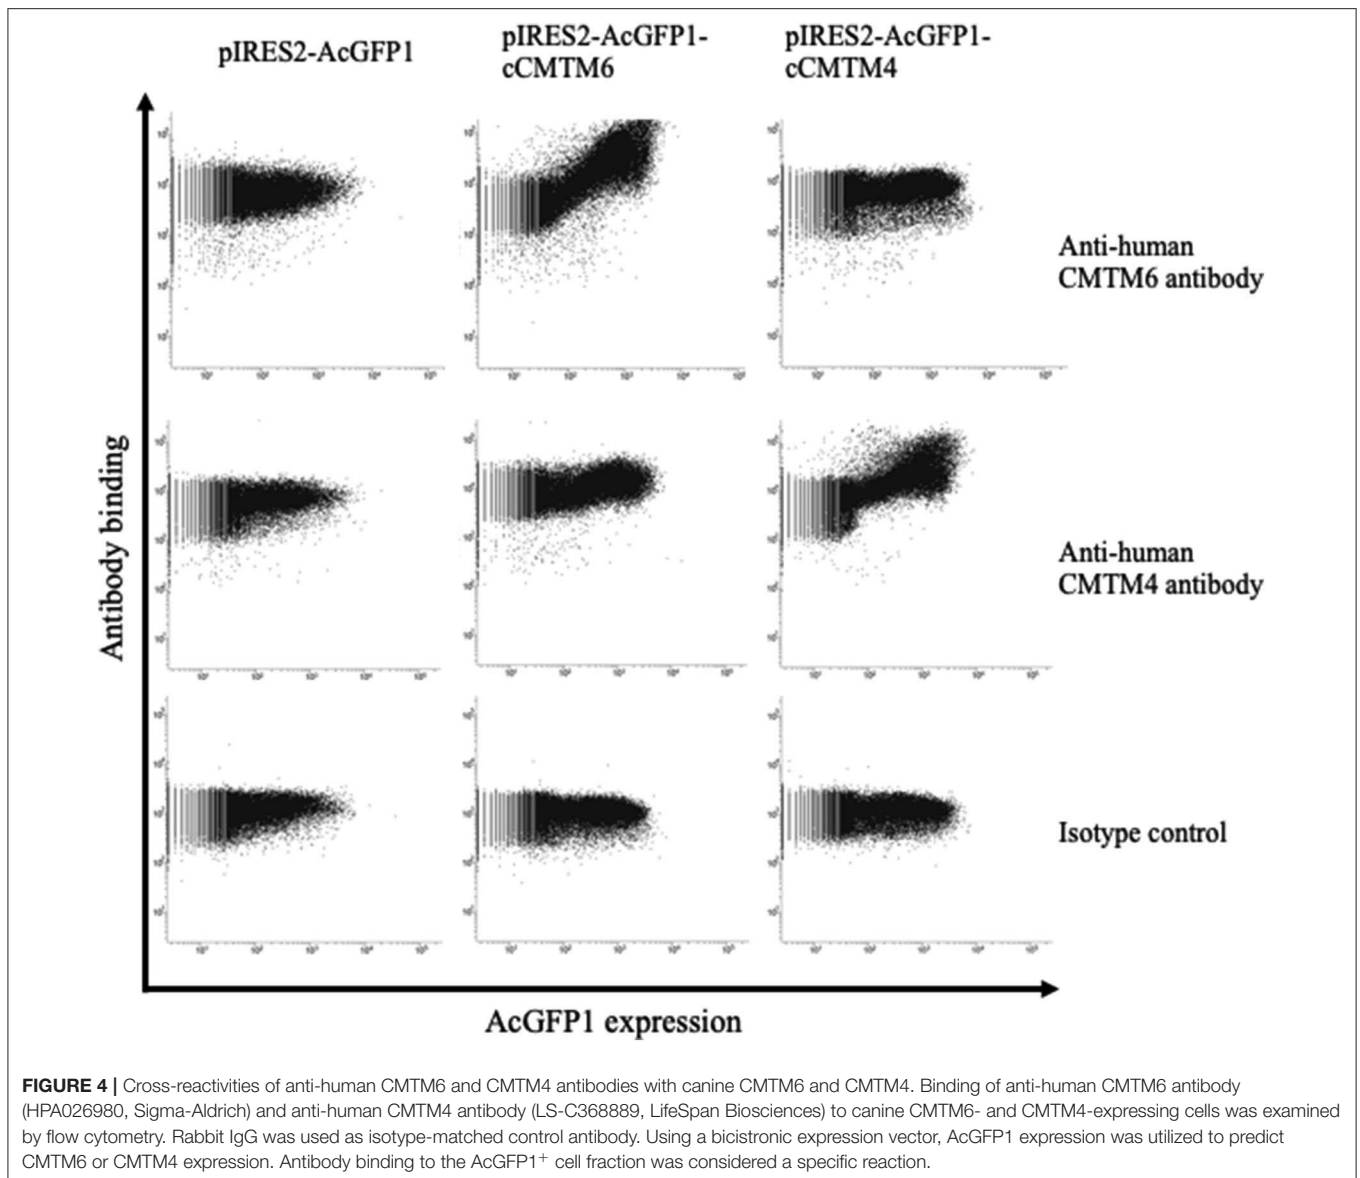 pIRES2-AcGFP1
pIRES2-AcGFP1-
cCMTM6
pIRES2-AcGFP1-
cCMTM4
Anti-human
CMTM6 antibody
Antibody binding
Anti-human
CMTM4 antibody
Isotype control
AcGFP1 expression
FIGURE 4 | Cross-reactivities of anti-human CMTM6 and CMTM4 antibodies with canine CMTM6 and CMTM4. Binding of anti-human CMTM6 antibody
(HPA026980, Sigma-Aldrich) and anti-human CMTM4 antibody (LS-C368889, LifeSpan Biosciences) to canine CMTM6- and CMTM4-expressing cells was examined
by flow cytometry. Rabbit IgG was used as isotype-matched control antibody. Using a bicistronic expression vector, AcGFP1 expression was utilized to predict
CMTM6 or CMTM4 expression. Antibody binding to the AcGFP1⁺ cell fraction was considered a specific reaction.